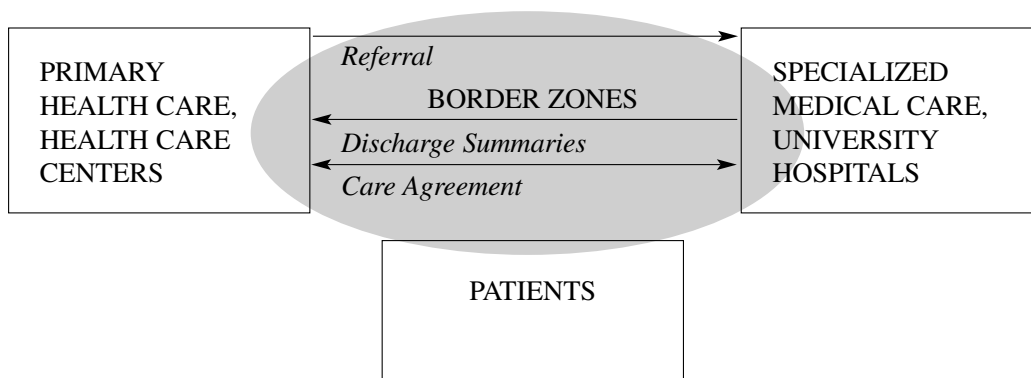 PRIMARY
HEALTH CARE,
HEALTH CARE
CENTERS
Referral
BORDER ZONES
Discharge Summaries
Care Agreement
SPECIALIZED
MEDICAL CARE,
UNIVERSITY
HOSPITALS
PATIENTS